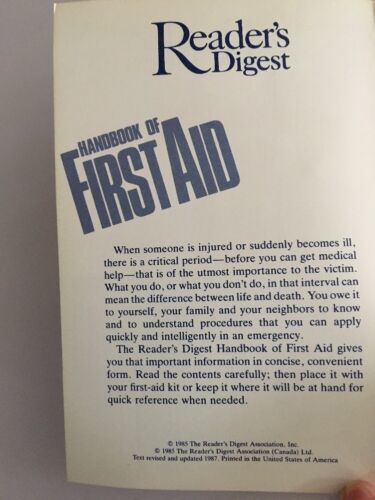 Reader's
Digest
HANDBOOK OF
FIRST AID
When someone is injured or suddenly becomes ill,
there is a critical period—before you can get medical
help—that is of the utmost importance to the victim.
What you do, or what you don't do, in that interval can
mean the difference between life and death. You owe it
to yourself, your family and your neighbors to know
and to understand procedures that you can apply
quickly and intelligently in an emergency.
The Reader's Digest Handbook of First Aid gives
you that important information in concise, convenient
form. Read the contents carefully; then place it with
your first-aid kit or keep it where it will be at hand for
quick reference when needed.
© 1985 The Reader's Digest Association, Inc.
© 1985 The Reader's Digest Association (Canada) Ltd.
Text revised and updated 1987. Printed in the United States of America